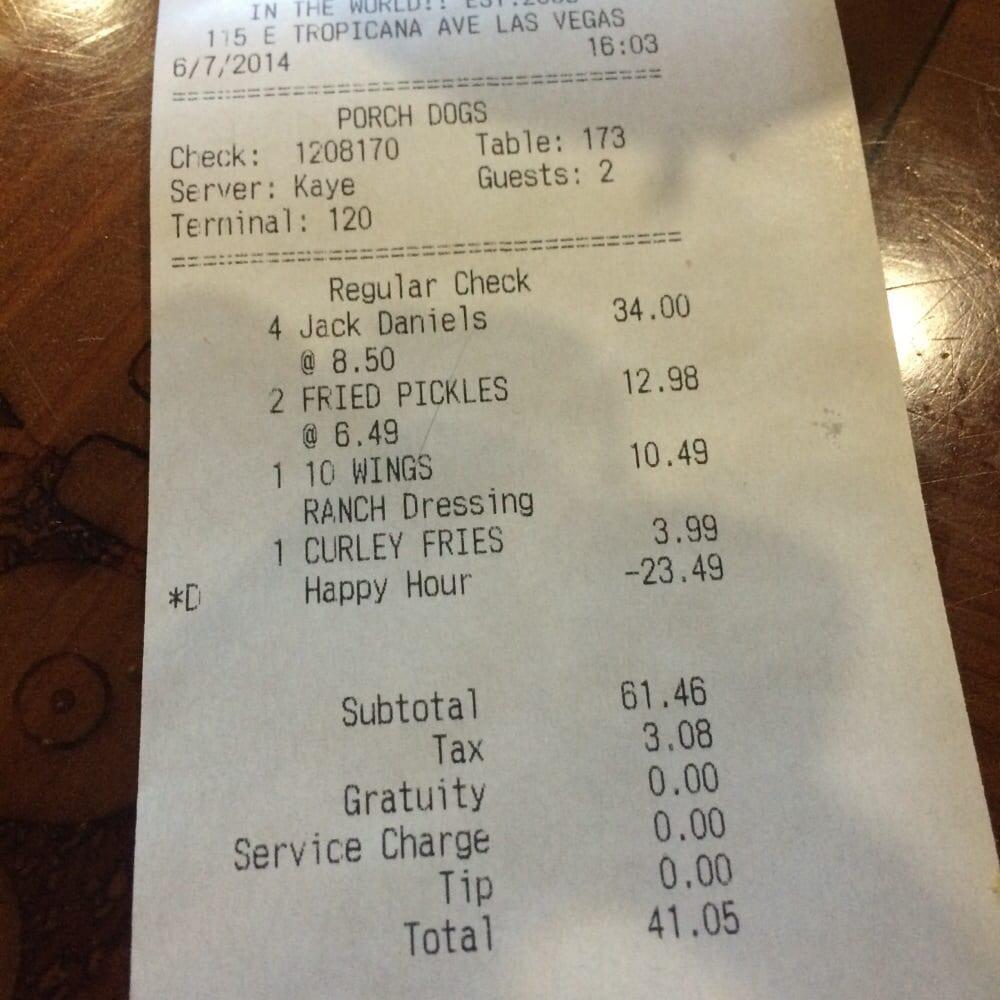 IN THE WORLD!! EST.
115 E TROPICANA AVE LAS VEGAS
6/7/2014 16:03
================================
PORCH DOGS
Check: 1208170 Table: 173
Server: Kaye Guests: 2
Terminal: 120
================================
Regular Check
4 Jack Daniels 34.00
@ 8.50
2 FRIED PICKLES 12.98
@ 6.49
1 10 WINGS 10.49
RANCH Dressing
1 CURLEY FRIES 3.99
*D Happy Hour -23.49
Subtotal 61.46
Tax 3.08
Gratuity 0.00
Service Charge 0.00
Tip 0.00
Total 41.05